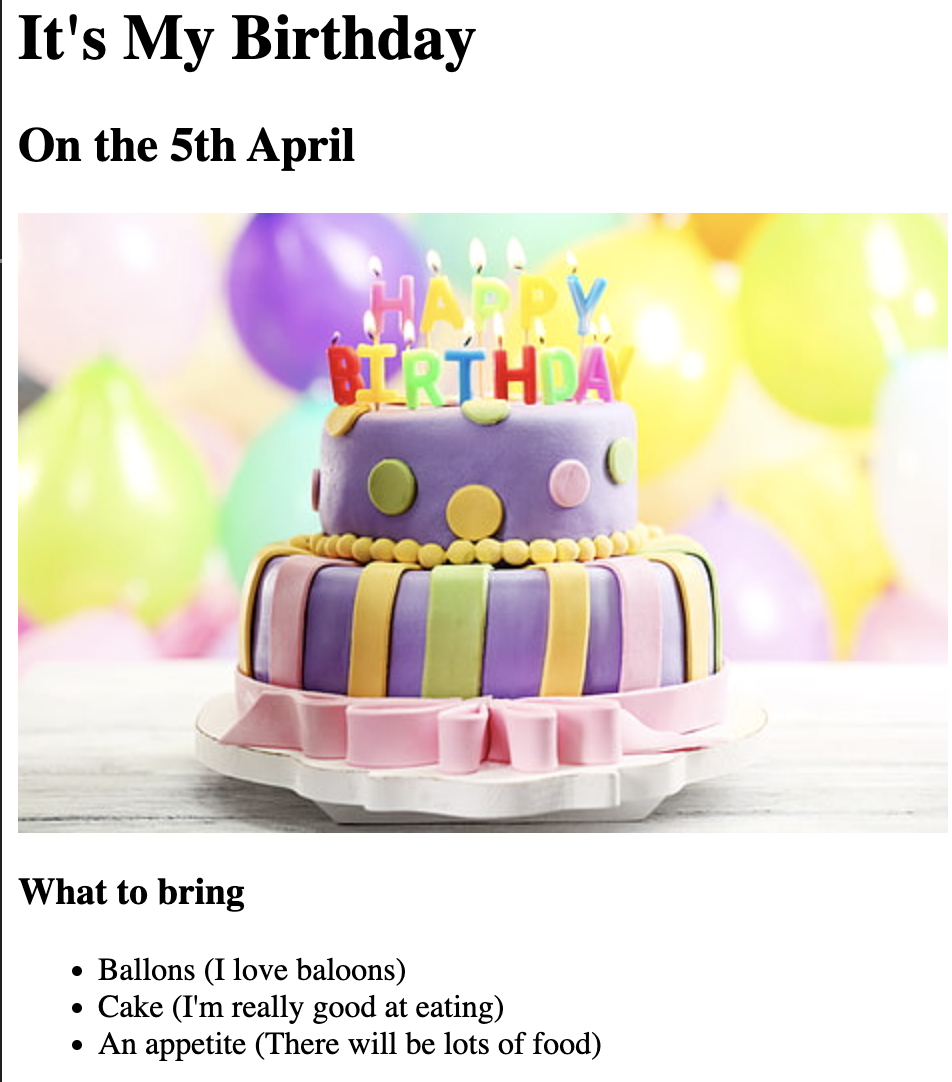 It's My Birthday
On the 5th April
HAPPY
BIRTHDAY
What to bring
Ballons (I love baloons)
Cake (I'm really good at eating)
An appetite (There will be lots of food)